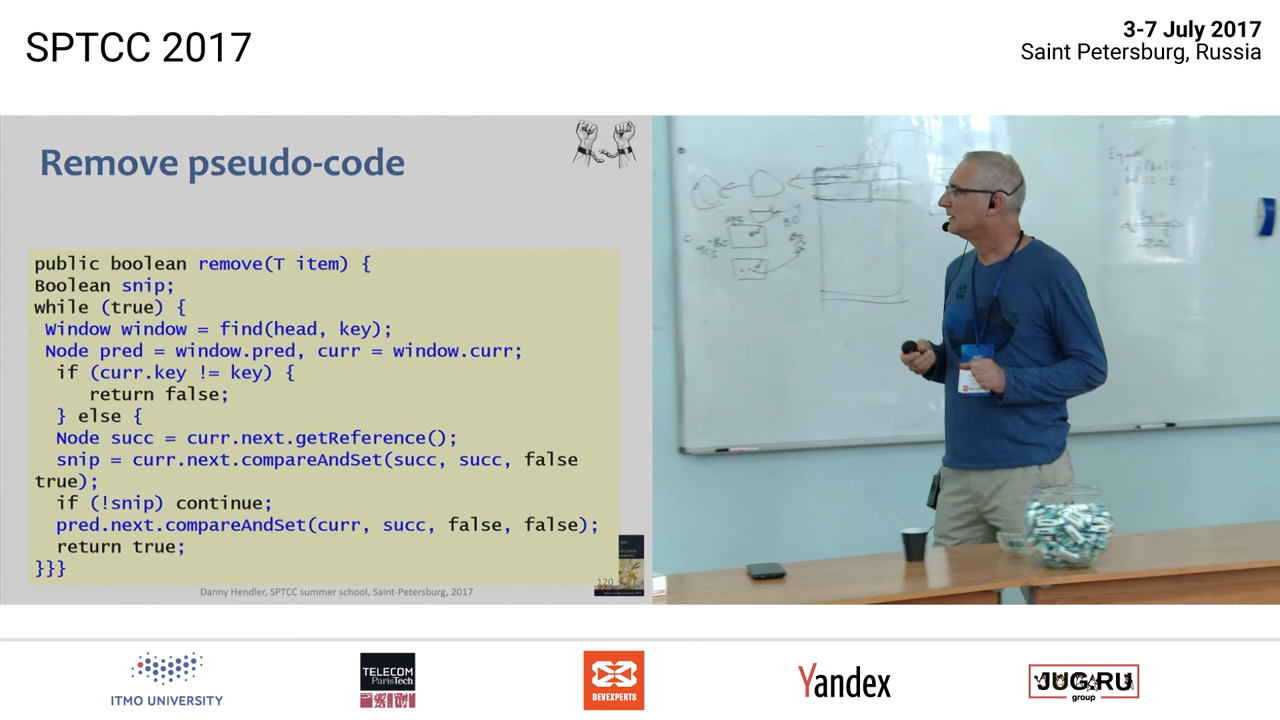 SPTCC 2017
3-7 July 2017
Saint Petersburg, Russia
Remove pseudo-code
public boolean remove(T item) {
Boolean snip;
while (true) {
Window window = find(head, key);
Node pred = window.pred, curr = window.curr;
if (curr.key != key) {
return false;
} else {
Node succ = curr.next.getReference();
snip = curr.next.compareAndSet(succ, succ, false
true);
if (!snip) continue;
pred.next.compareAndSet(curr, succ, false, false);
return true;
}}}
120
Danny Hendler, SPTCC summer school, Saint-Petersburg, 2017
ITMO UNIVERSITY
TELECOM
ParisTech
DEVEXPERTS
Yandex
JUG.RU
group